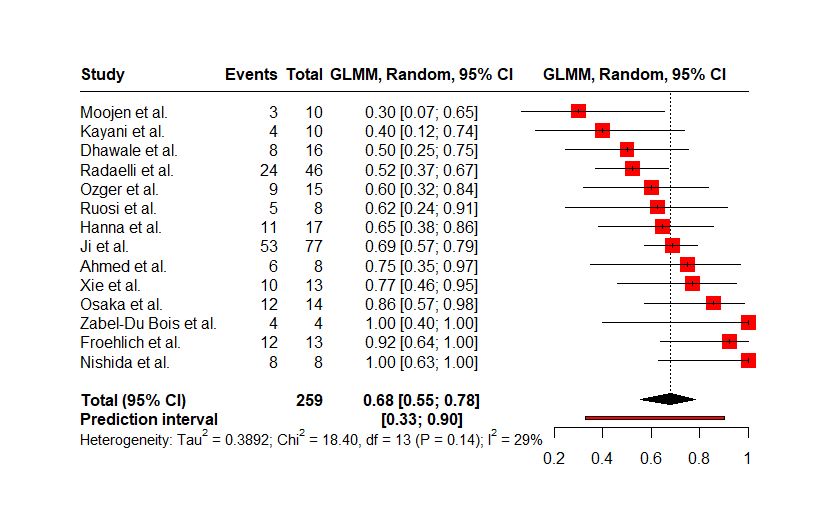 Study Events Total GLMM, Random, 95% CI GLMM, Random, 95% CI
Moojen et al. 3 10 0.30 [0.07; 0.65]
Kayani et al. 4 10 0.40 [0.12; 0.74]
Dhawale et al. 8 16 0.50 [0.25; 0.75]
Radaelli et al. 24 46 0.52 [0.37; 0.67]
Ozger et al. 9 15 0.60 [0.32; 0.84]
Ruosi et al. 5 8 0.62 [0.24; 0.91]
Hanna et al. 11 17 0.65 [0.38; 0.86]
Ji et al. 53 77 0.69 [0.57; 0.79]
Ahmed et al. 6 8 0.75 [0.35; 0.97]
Xie et al. 10 13 0.77 [0.46; 0.95]
Osaka et al. 12 14 0.86 [0.57; 0.98]
Zabel-Du Bois et al. 4 4 1.00 [0.40; 1.00]
Froehlich et al. 12 13 0.92 [0.64; 1.00]
Nishida et al. 8 8 1.00 [0.63; 1.00]
Total (95% CI) 259 0.68 [0.55; 0.78]
Prediction interval [0.33; 0.90]
Heterogeneity: Tau² = 0.3892; Chi² = 18.40, df = 13 (P = 0.14); I² = 29%
0.2 0.4 0.6 0.8 1